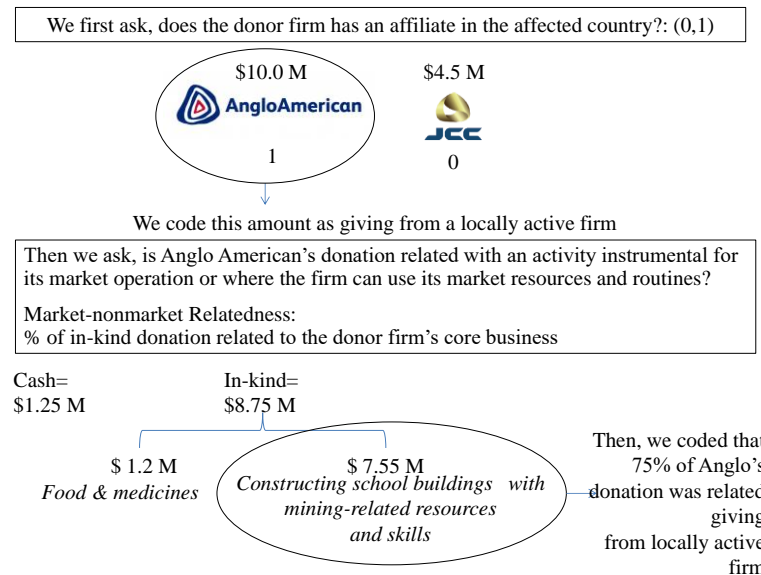 We first ask, does the donor firm has an affiliate in the affected country?: (0,1)
$10.0 M
$4.5 M
AngloAmerican
JCC
1
0
We code this amount as giving from a locally active firm
Then we ask, is Anglo American’s donation related with an activity instrumental for
its market operation or where the firm can use its market resources and routines?
Market-nonmarket Relatedness:
% of in-kind donation related to the donor firm’s core business
Cash=
$1.25 M
In-kind=
$8.75 M
$ 1.2 M
Food & medicines
$ 7.55 M
Constructing school buildings with
mining-related resources
and skills
Then, we coded that
75% of Anglo’s
donation was related
giving
from locally active
firm